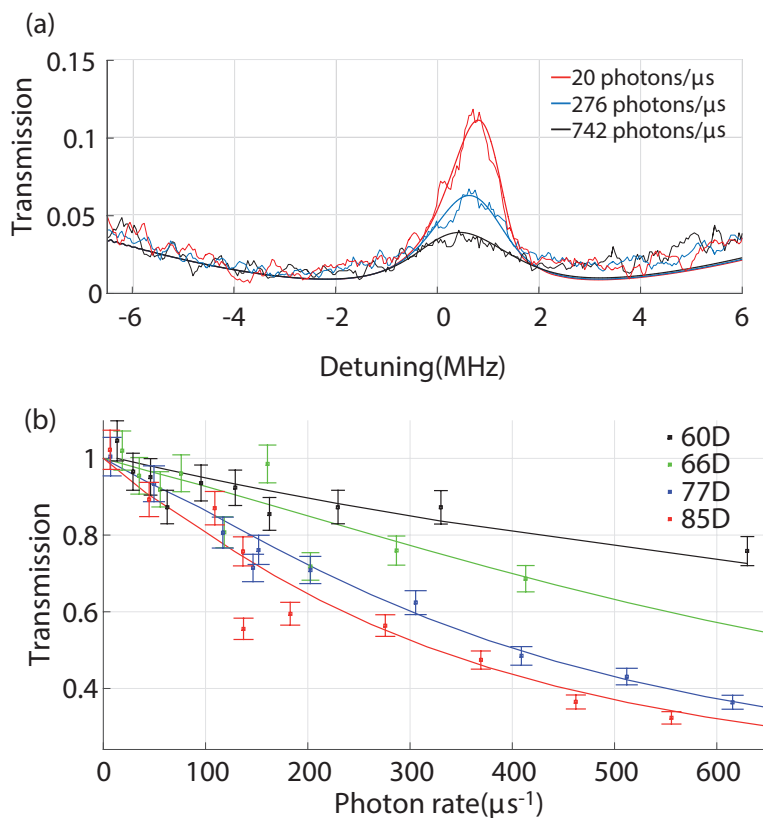 (a)
0.15
0.1
0.05
0
Transmission
20 photons/μs
276 photons/μs
742 photons/μs
-6 -4 -2 0 2 4 6
Detuning(MHz)
(b)
1
0.8
0.6
0.4
Transmission
60D
66D
77D
85D
0 100 200 300 400 500 600
Photon rate(μs⁻¹)